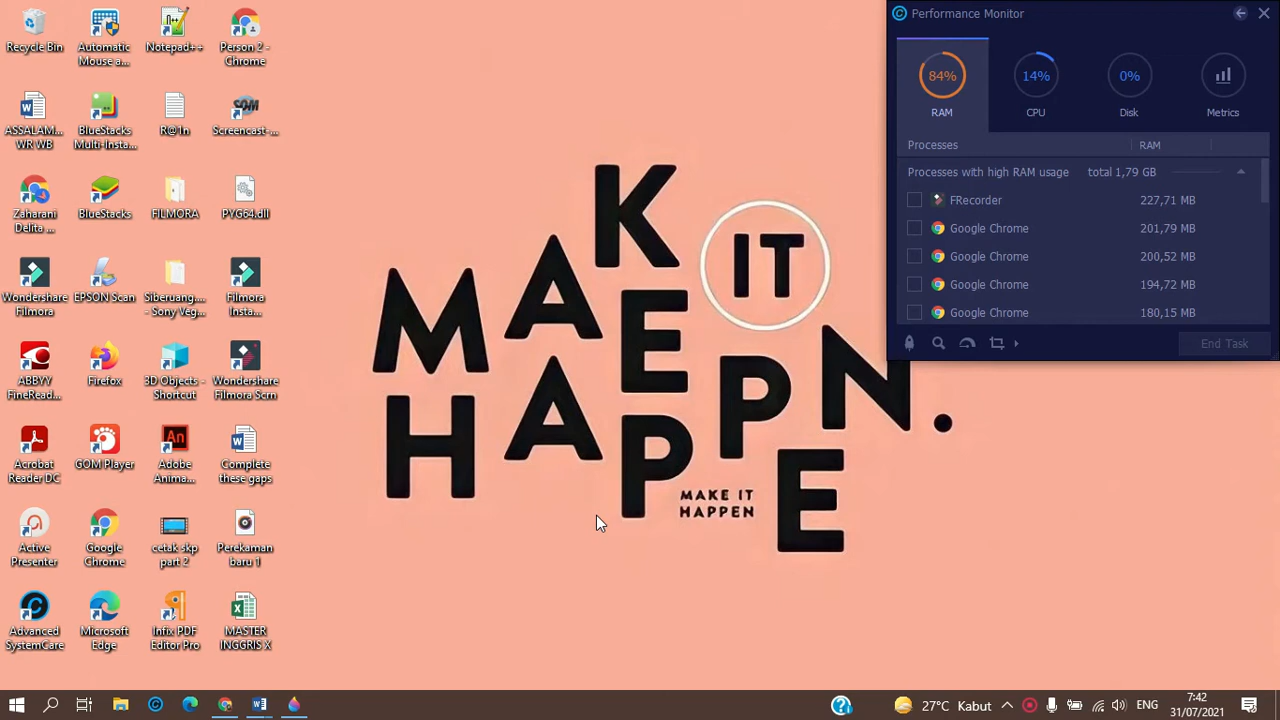 Recycle Bin
Automatic
Mouse a...
Notepad++
Person 2 -
Chrome
ASSALAM...
WR WB
BlueStacks
Multi-Insta...
R@1n
Screencast-...
Zaharani
Delita ...
BlueStacks
FILMORA
PYG64.dll
Wondershare
Filmora
EPSON Scan
Siberuang....
- Sony Veg...
Filmora
Insta...
ABBYY
FineRead...
Firefox
3D Objects -
Shortcut
Wondershare
Filmora Scrn
Acrobat
Reader DC
GOM Player
Adobe
Anima...
Complete
these gaps
Active
Presenter
Google
Chrome
cetak skp
part 2
Perekaman
baru 1
Advanced
SystemCare
Microsoft
Edge
Infix PDF
Editor Pro
MASTER
INGGRIS X
MAKE
IT
HAPPEN.
MAKE IT
HAPPEN
Performance Monitor
84%
14%
0%
RAM
CPU
Disk
Metrics
Processes
RAM
Processes with high RAM usage total 1,79 GB
FRecorder 227,71 MB
Google Chrome 201,79 MB
Google Chrome 200,52 MB
Google Chrome 194,72 MB
Google Chrome 180,15 MB
End Task
27°C Kabut
ENG
7:42
31/07/2021